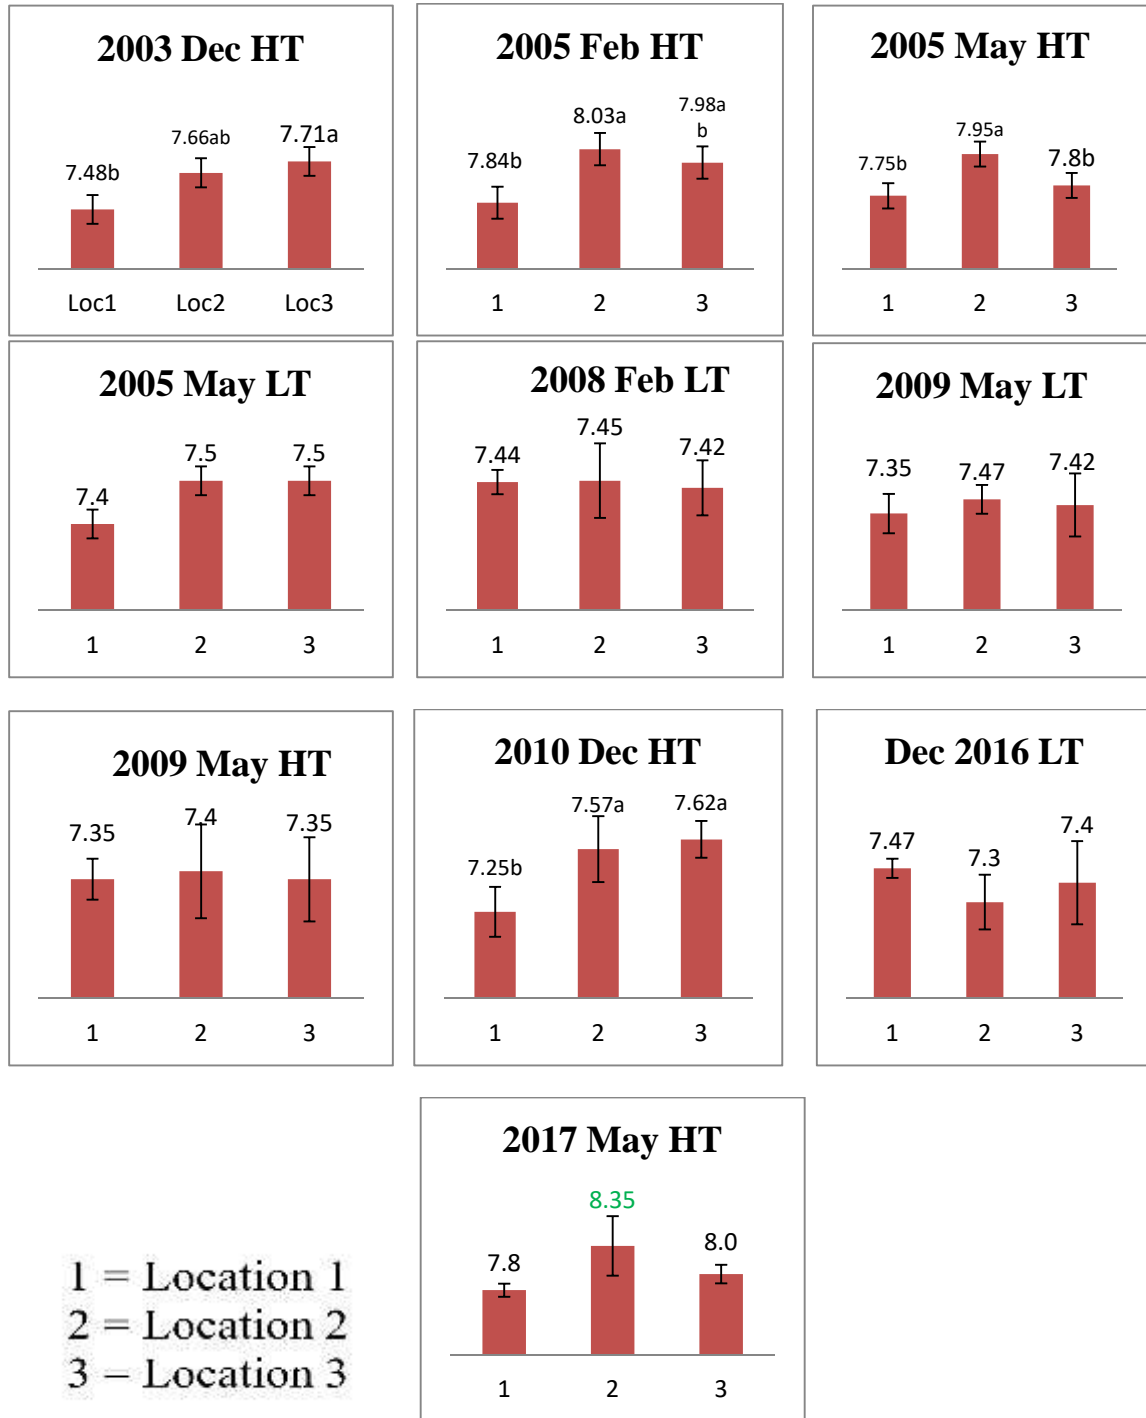 2003 Dec HT
7.48b
7.66ab
7.71a
Loc1
Loc2
Loc3
2005 Feb HT
7.84b
8.03a
7.98a
b
1
2
3
2005 May HT
7.75b
7.95a
7.8b
1
2
3
2005 May LT
7.4
7.5
7.5
1
2
3
2008 Feb LT
7.44
7.45
7.42
1
2
3
2009 May LT
7.35
7.47
7.42
1
2
3
2009 May HT
7.35
7.4
7.35
1
2
3
2010 Dec HT
7.25b
7.57a
7.62a
1
2
3
Dec 2016 LT
7.47
7.3
7.4
1
2
3
2017 May HT
7.8
8.35
8.0
1
2
3
1 = Location 1
2 = Location 2
3 = Location 3